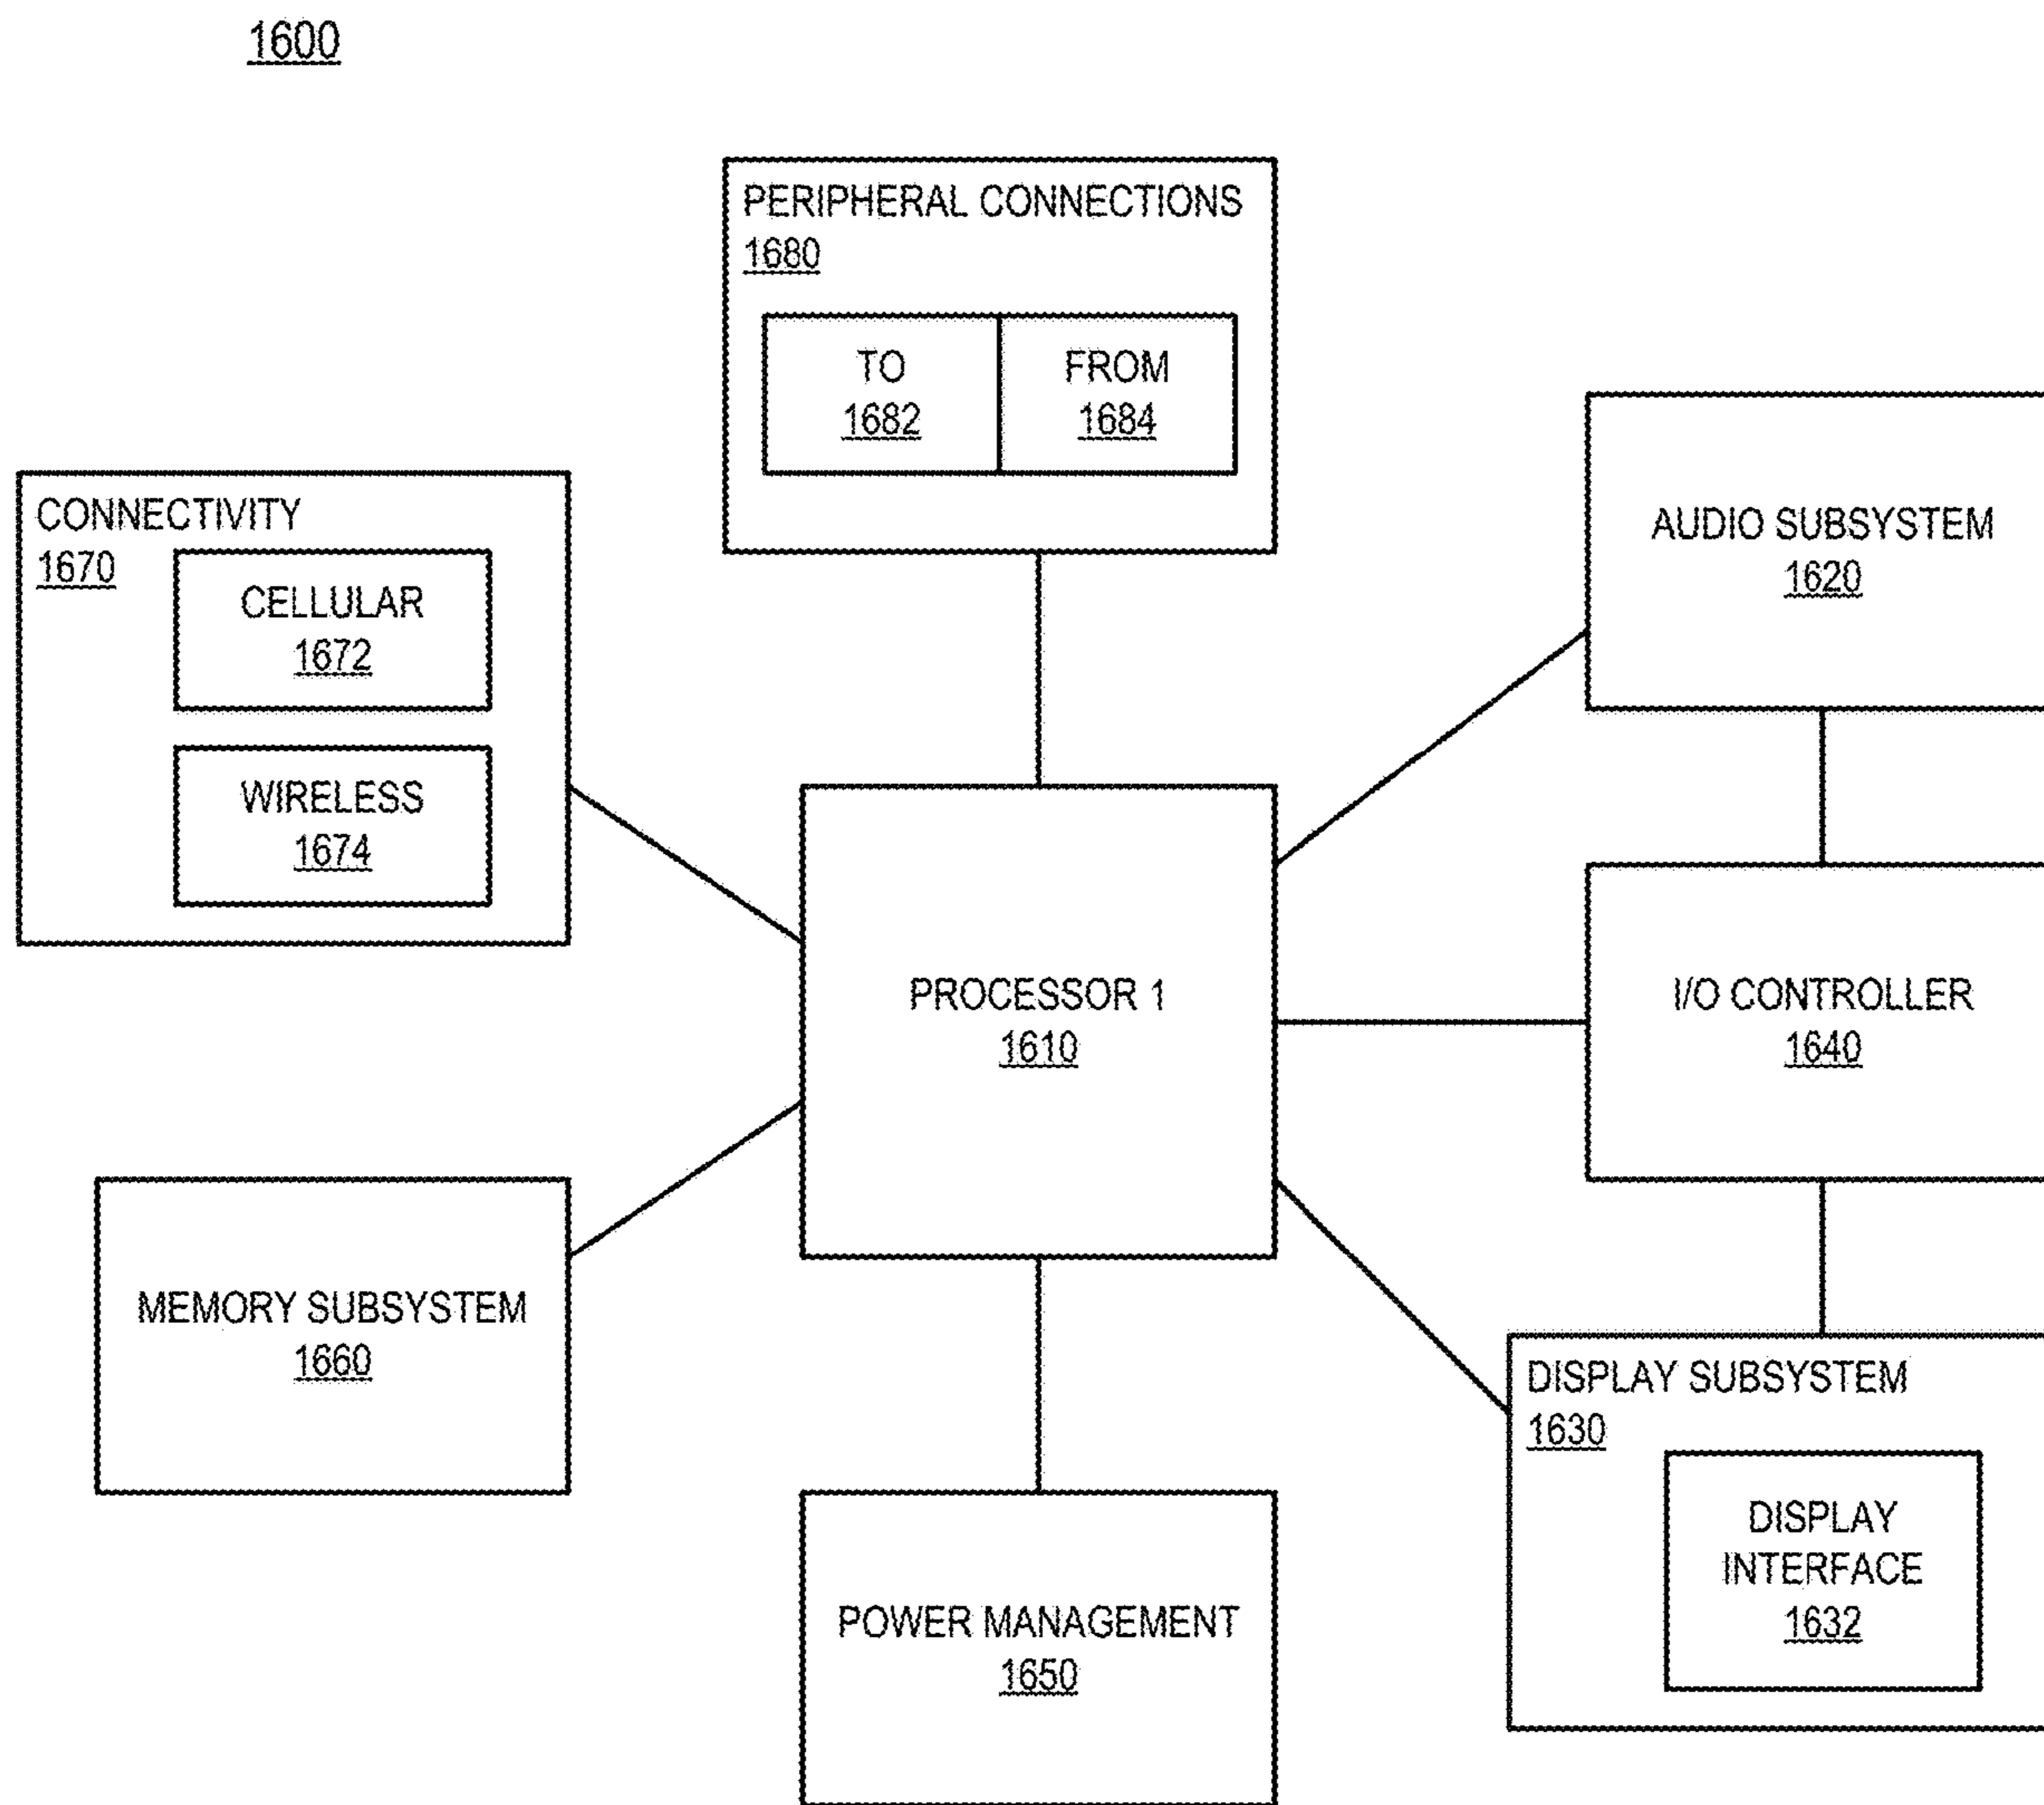 1600
PERIPHERAL CONNECTIONS
1680
TO
1682
FROM
1684
CONNECTIVITY
1670
CELLULAR
1672
WIRELESS
1674
AUDIO SUBSYSTEM
1620
PROCESSOR 1
1610
I/O CONTROLLER
1640
MEMORY SUBSYSTEM
1660
DISPLAY SUBSYSTEM
1630
DISPLAY
INTERFACE
1632
POWER MANAGEMENT
1650